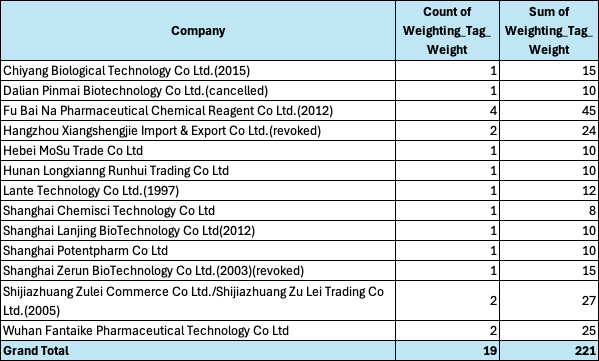 Company Count of Weighting_Tag_Weight Sum of Weighting_Tag_Weight
Chiyang Biological Technology Co Ltd.(2015) 1 15
Dalian Pinmai Biotechnology Co Ltd.(cancelled) 1 10
Fu Bai Na Pharmaceutical Chemical Reagent Co Ltd.(2012) 4 45
Hangzhou Xiangshengjie Import & Export Co Ltd.(revoked) 2 24
Hebei MoSu Trade Co Ltd 1 10
Hunan Longxianng Runhui Trading Co Ltd 1 10
Lante Technology Co Ltd.(1997) 1 12
Shanghai Chemisci Technology Co Ltd 1 8
Shanghai Lanjing BioTechnology Co Ltd(2012) 1 10
Shanghai Potentpharm Co Ltd 1 10
Shanghai Zerun BioTechnology Co Ltd.(2003)(revoked) 1 15
Shijiazhuang Zulei Commerce Co Ltd./Shijiazhuang Zu Lei Trading Co
Ltd.(2005) 2 27
Wuhan Fantaike Pharmaceutical Technology Co Ltd 2 25
Grand Total 19 221